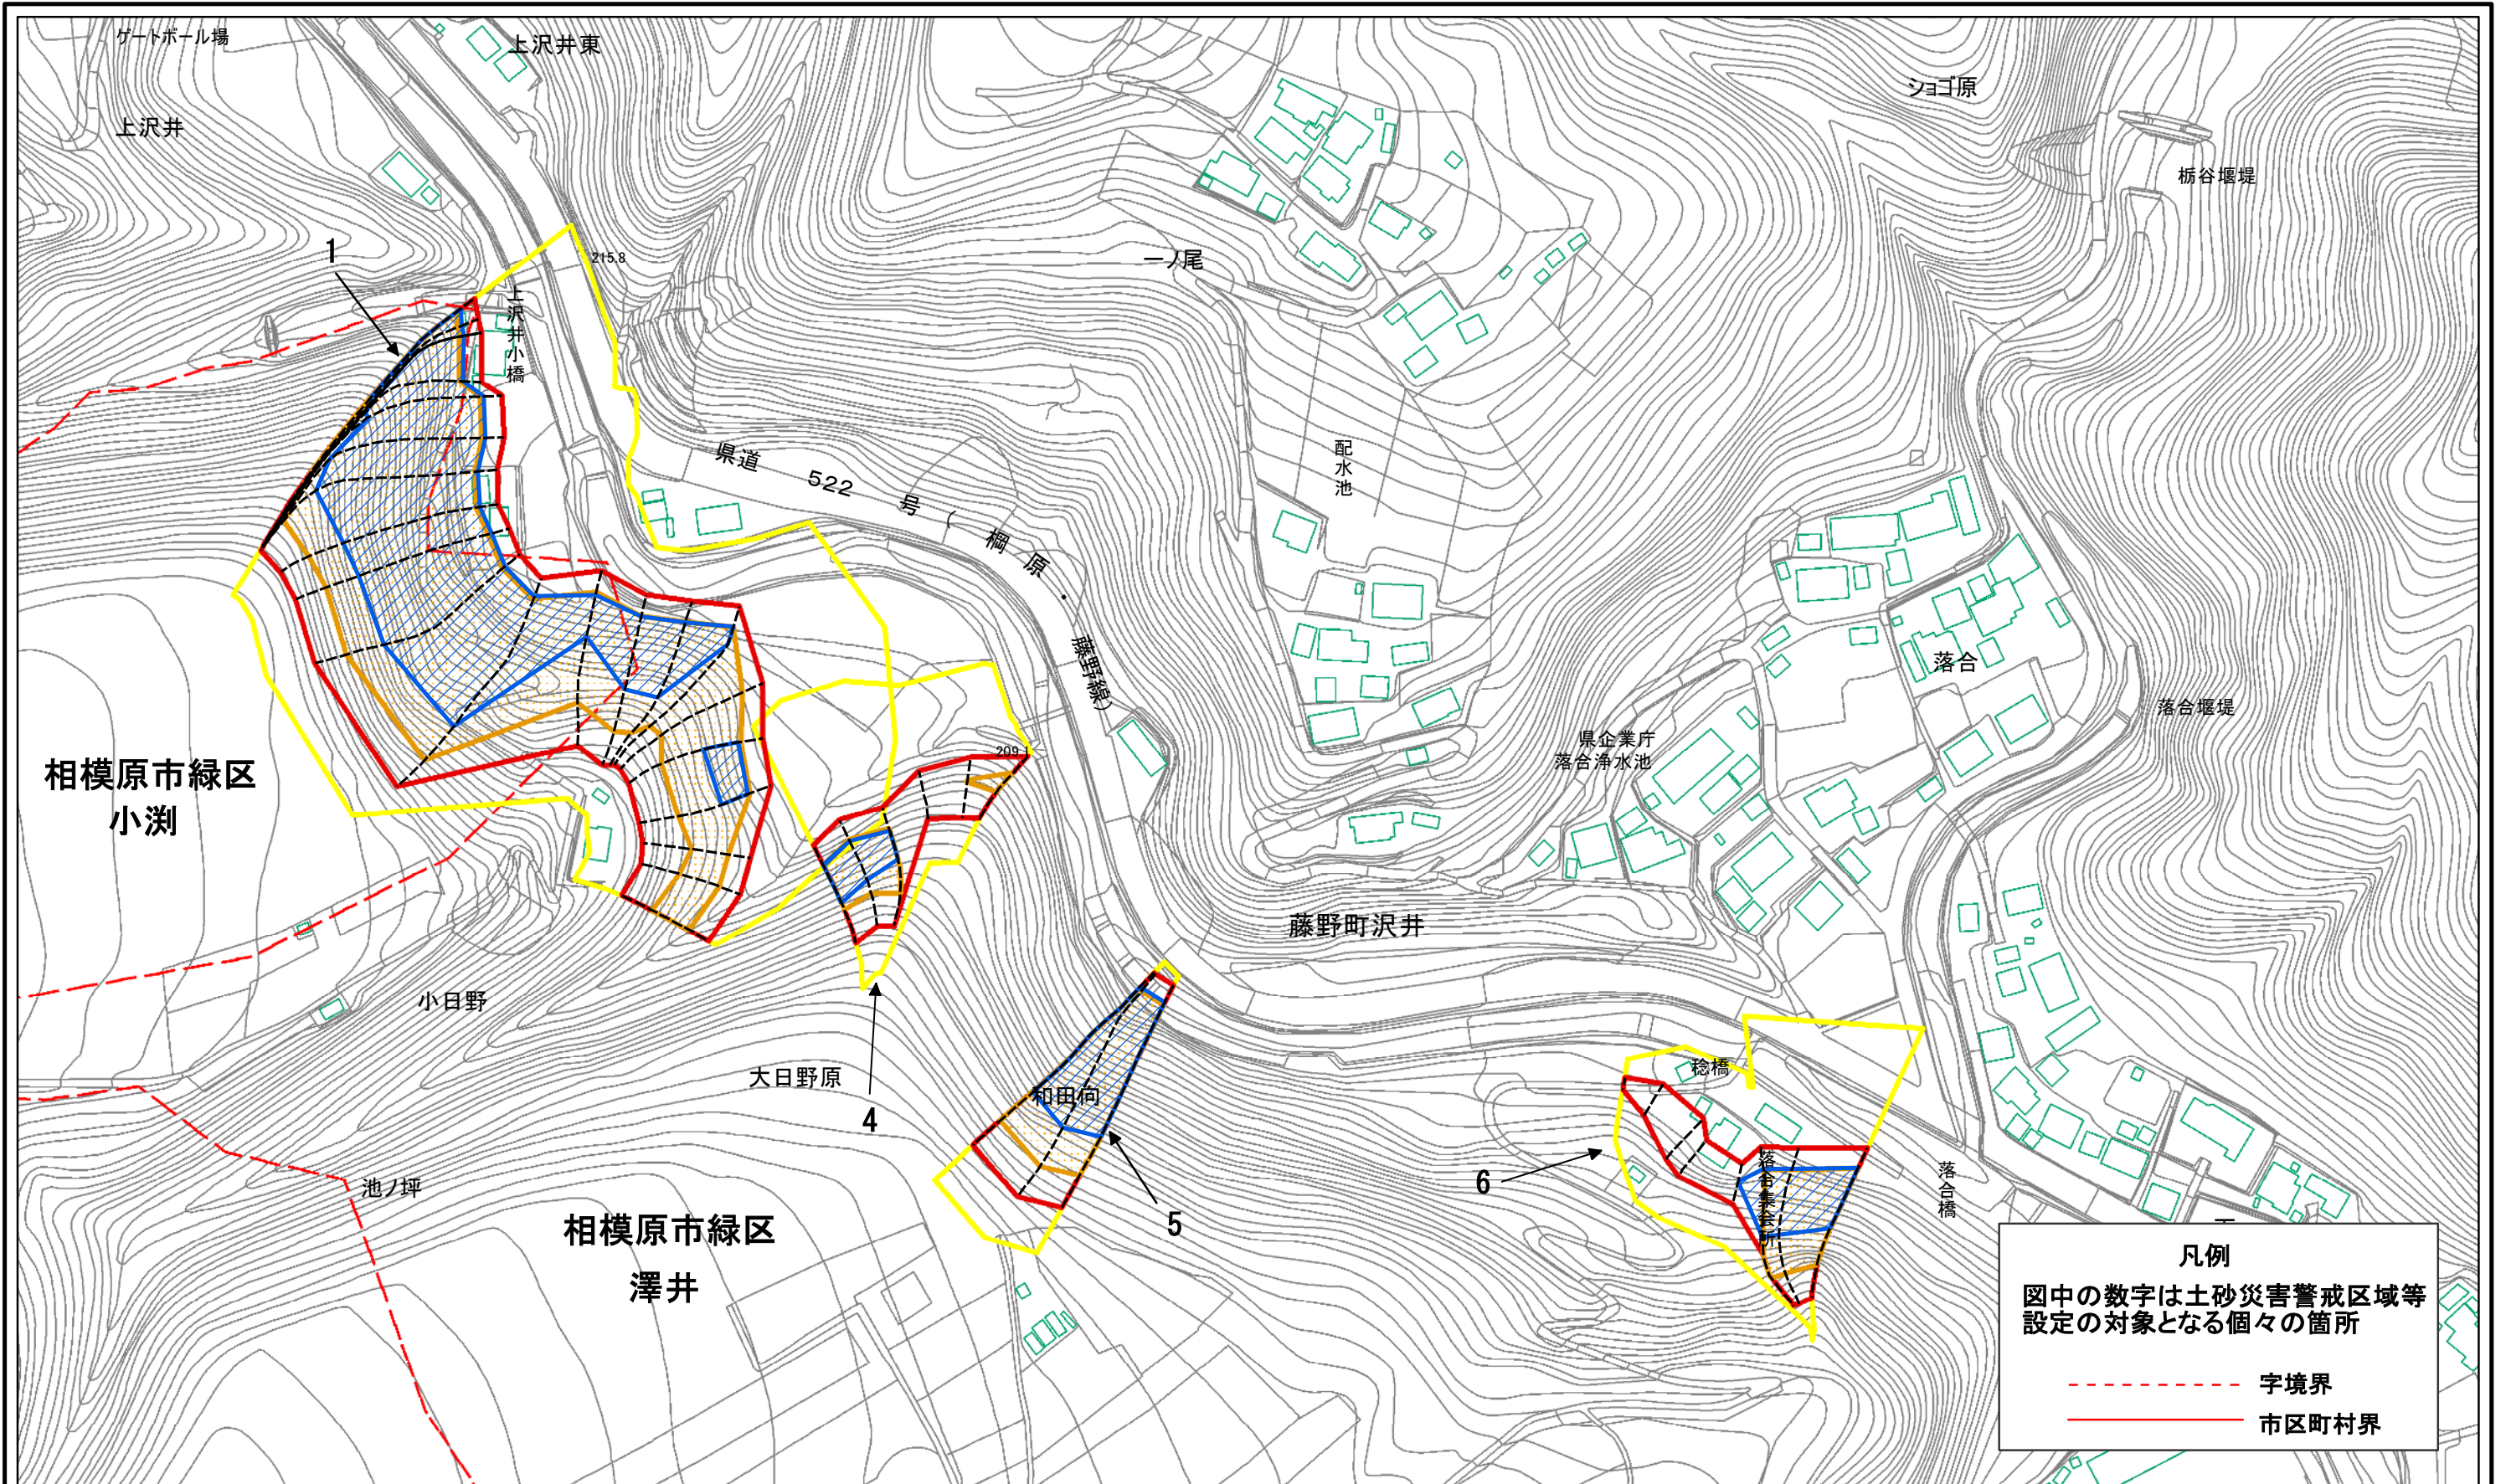 ゲートボール場
上沢井東
上沢井
ショゴ原
栃谷堰堤
1
215.8
一ノ尾
上沢井小橋
県道 522 号(棡原・藤野線)
配水池
落合
落合堰堤
県企業庁
落合浄水池
209.1
相模原市緑区
小渕
藤野町沢井
小日野
大日野原
4
和田向
稔橋
6
落合集会所
落合橋
池ノ坪
5
相模原市緑区
澤井
凡例
図中の数字は土砂災害警戒区域等
設定の対象となる個々の箇所
字境界
市区町村界